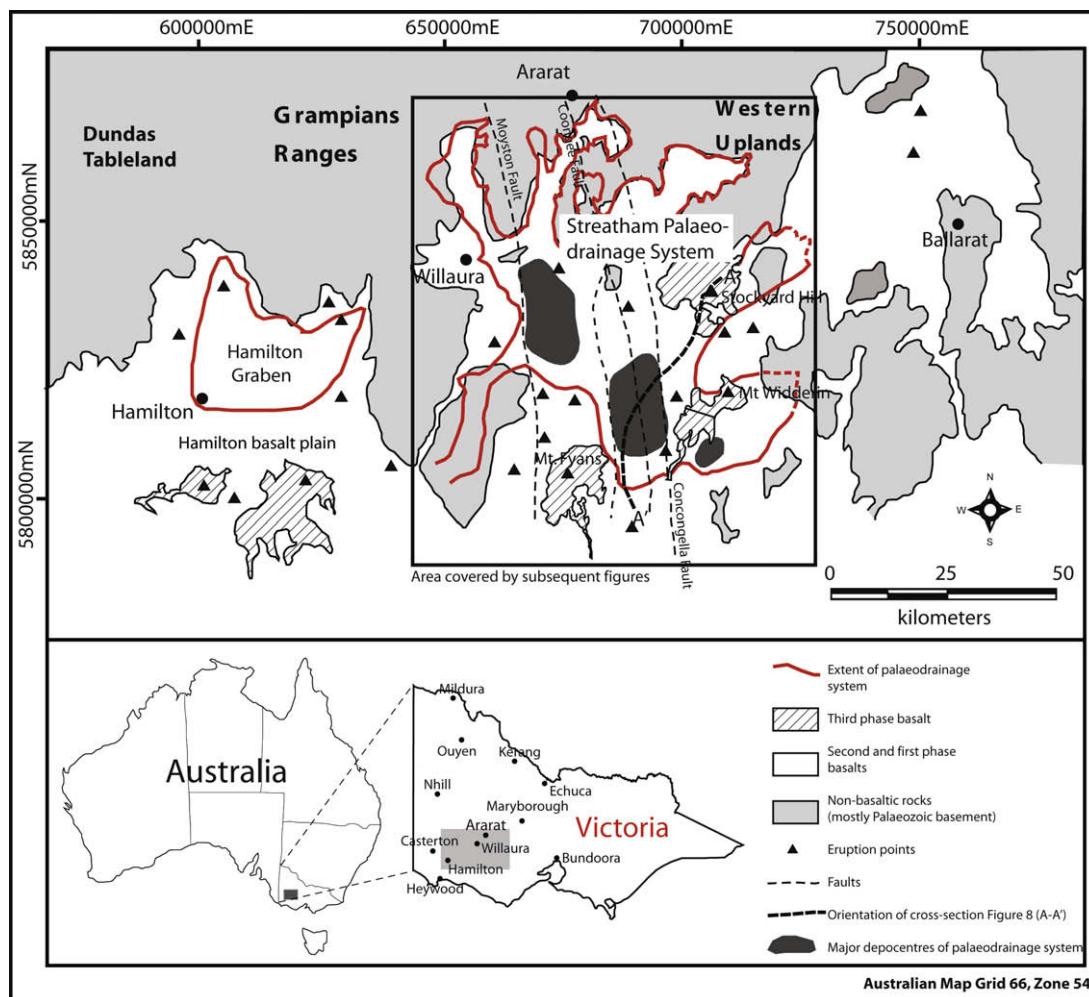 600000mE
650000mE
700000mE
750000mE
5850000mN
5800000mN
Ararat
Dundas
Tableland
Grampians
Ranges
Western
Uplands
Moyston Fault
Coongee Fault
Streatham Palaeo-
drainage System
Willaura
Ballarat
A
Stockyard Hill
Hamilton
Graben
Hamilton
Mt Widderin
Hamilton basalt plain
Mt. Fyans
A'
Concongella Fault
N
W
E
S
Area covered by subsequent figures
0
25
50
kilometers
Australia
Mildura
Ouyen
Kerang
Nhill
Echuca
Maryborough
Ararat
Victoria
Casterton
Willaura
Hamilton
Bundoora
Heywood
Extent of palaeodrainage
system
Third phase basalt
Second and first phase
basalts
Non-basaltic rocks
(mostly Palaeozoic basement)
Eruption points
Faults
Orientation of cross-section Figure 8 (A-A')
Major depocentres of palaeodrainage system
Australian Map Grid 66, Zone 54